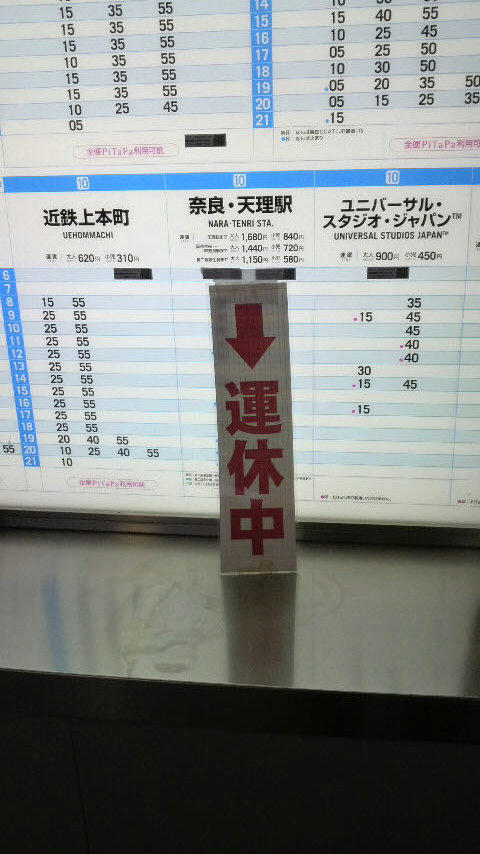 14
15 35 55
15 35 55
15 35 55
10 35 55
15 35 55
15 35 55
10 25 45
05
全便PiTaPa利用可能
15 15 40 55
16 10 25 45
17 05 25 50
18 10 30 50
19 05 20 35 50
20 05 15 25 35
21 15
全便PiTaPa利用可
10
近鉄上本町
UEHOMMACHI
運賃 大人 620円 小児 310円
10
奈良・天理駅
NARA·TENRI STA.
運賃 天理駅まで 大人 1,680円 小児 840円
大人 1,440円 小児 720円
大人 1,150円 小児 580円
10
ユニバーサル・
スタジオ・ジャパン™
UNIVERSAL STUDIOS JAPAN™
運賃 大人 900円 小児 450円
6
7
8 15 55
9 25 55
10 25 55
11 25 55
12 25 55
13 25 55
14 25 55
15 25 55
16 25 55
17 25 55
18 25 55
19 20 40 55
55 20 10 25 40 55
21 10
全便PiTaPa利用可能
35
15 45
45
40
40
30
15 45
15
運休中